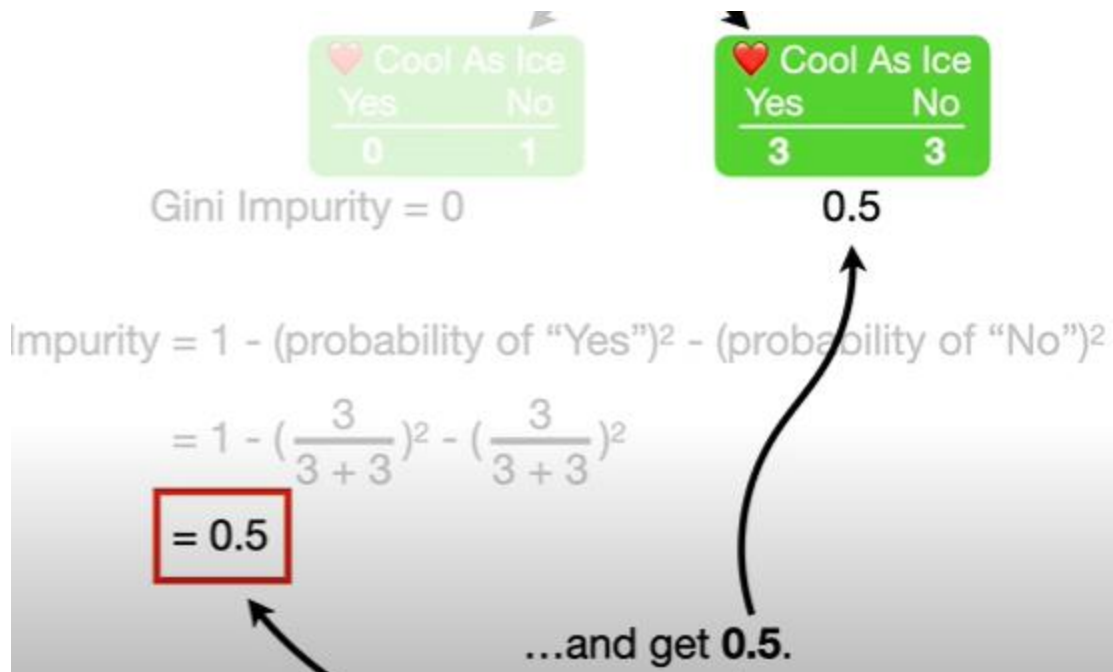 ❤️ Cool As Ice
Yes No
0 1
❤️ Cool As Ice
Yes No
3 3
Gini Impurity = 0
0.5
Impurity = 1 - (probability of “Yes”)² - (probability of “No”)²
= 1 - (3/3 + 3)² - (3/3 + 3)²
= 0.5
...and get 0.5.